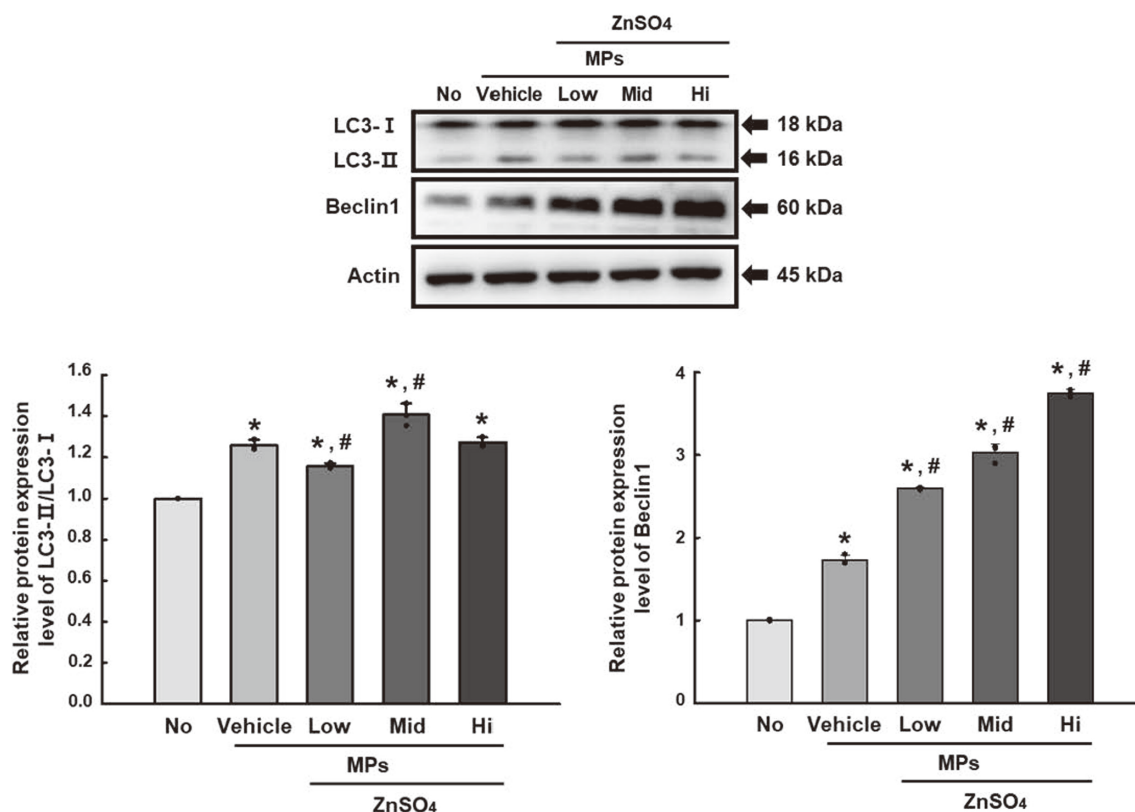 ZnSO4
MPs
No Vehicle Low Mid Hi
LC3-Ⅰ 18 kDa
LC3-Ⅱ 16 kDa
Beclin1 60 kDa
Actin 45 kDa
Relative protein expression
level of LC3-Ⅱ/LC3-Ⅰ
1.6
1.4
1.2
1.0
0.8
0.6
0.4
0.2
0.0
*
*, #
*, #
*
No Vehicle Low Mid Hi
MPs
ZnSO4
Relative protein expression
level of Beclin1
4
3
2
1
0
*
*, #
*, #
*, #
No Vehicle Low Mid Hi
MPs
ZnSO4